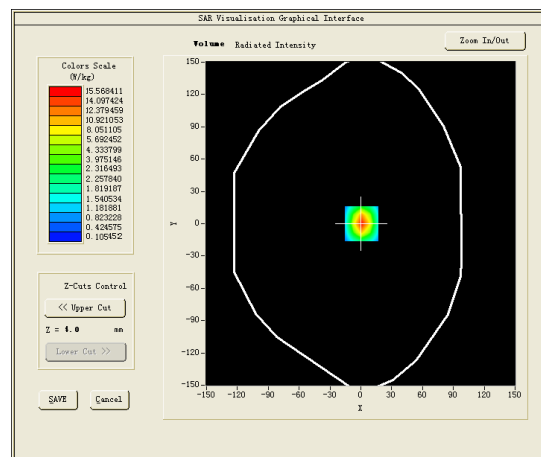 SAR Visualisation Graphical Interface
Volume Radiated Intensity
Zoom In/Out
Colors Scale
(W/kg)
15.568411
14.097424
12.379459
10.921053
8.051105
5.692452
4.333799
3.975146
2.316493
2.257840
1.819187
1.540534
1.181881
0.823228
0.424575
0.105452
Z-Cuts Control
<< Upper Cut
Z = 4.0 mm
Lower Cut >>
SAVE Cancel
150
90
60
30
0
-30
-60
-90
-120
-150
Y
-150 -120 -90 -60 -30 0 30 60 90 120 150
X